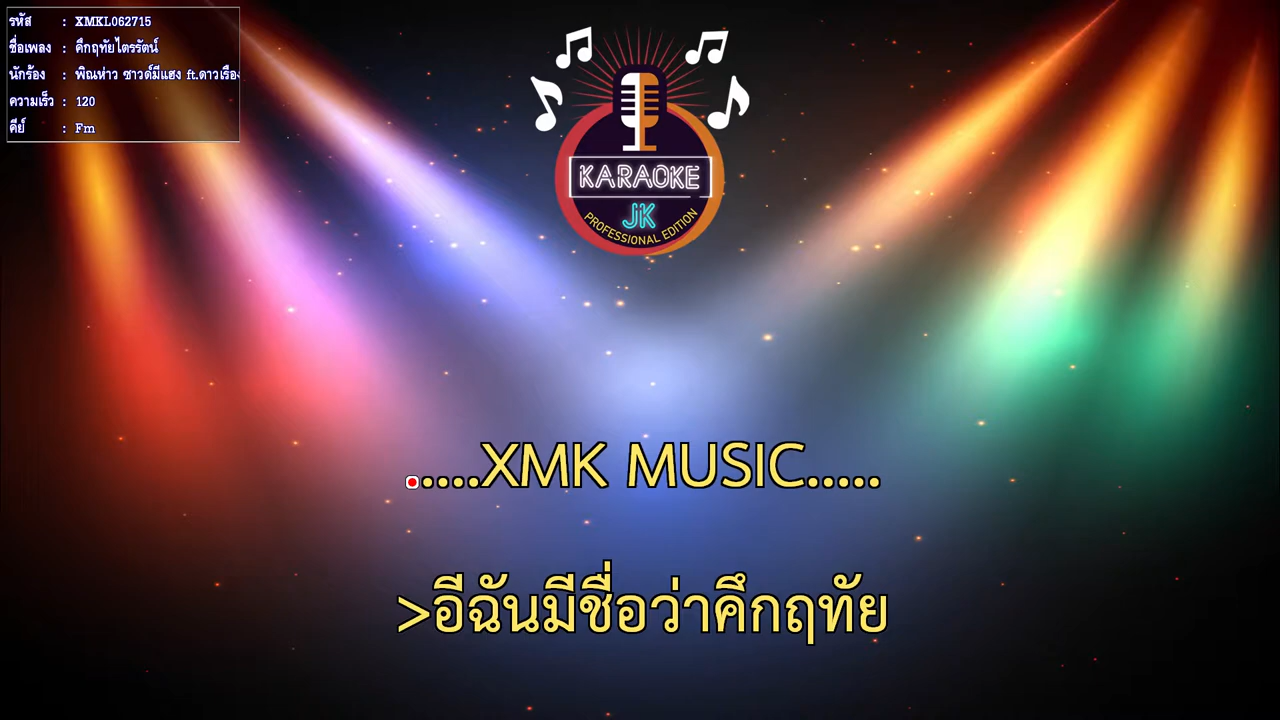 รหัส : XMKL062715
ชื่อเพลง : คึกฤทัยไตรรัตน์
นักร้อง : พิณห่าว ซาวด์มีแฮง ft.ดาวเรือง
ความเร็ว : 120
คีย์ : Fm
KARAOKE
JK
PROFESSIONAL EDITION
.....XMK MUSIC.....
>อีฉันมีชื่อว่าคึกฤทัย